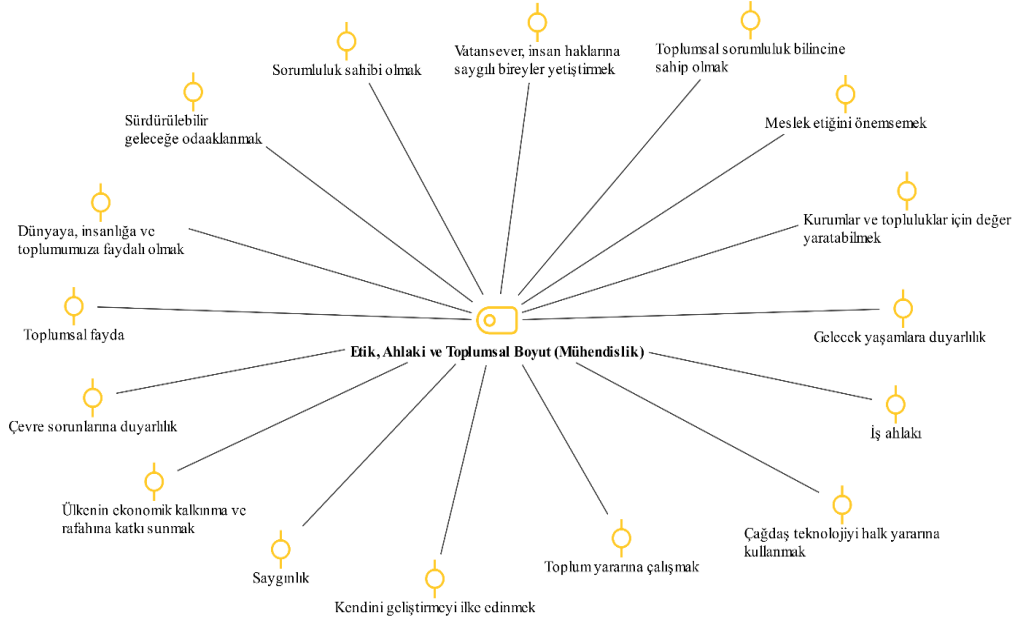 Vatansever, insan haklarına
saygılı bireyler yetiştirmek
Toplumsal sorumluluk bilincine
sahip olmak
Sorumluluk sahibi olmak
Sürdürülebilir
geleceğe odaaklanmak
Meslek etiğini önemsemek
Dünyaya, insanlığa ve
toplumumuza faydalı olmak
Kurumlar ve topluluklar için değer
yaratabilmek
Toplumsal fayda
Gelecek yaşamlara duyarlılık
Etik, Ahlaki ve Toplumsal Boyut (Mühendislik)
Çevre sorunlarına duyarlılık
İş ahlakı
Ülkenin ekonomik kalkınma ve
rafahına katkı sunmak
Çağdaş teknolojiyi halk yararına
kullanmak
Saygınlık
Toplum yararına çalışmak
Kendini geliştirmeyi ilke edinmek